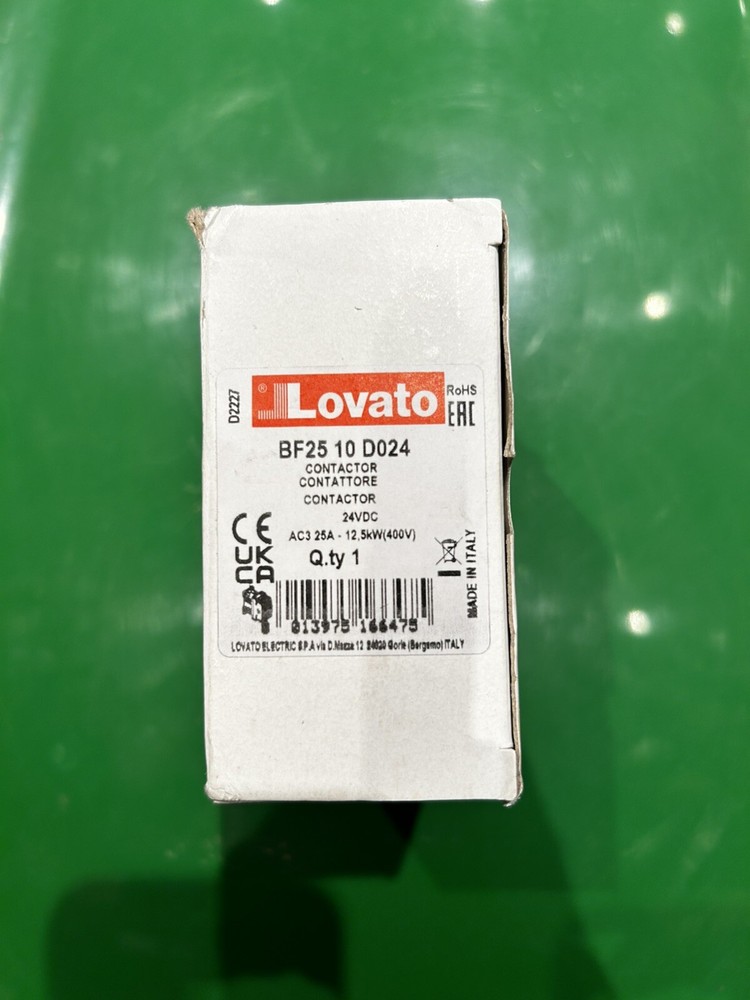 D2227
® Lovato
RoHS
EAC
BF25 10 D024
CONTACTOR
CONTATTORE
CONTACTOR
24VDC
AC3 25A - 12,5kW(400V)
Q.ty 1
CE
UK
CA
MADE IN ITALY
8 013975 166475
LOVATO ELECTRIC S.P.A via D.Mazza 12 24020 Gorle (Bergamo) ITALY